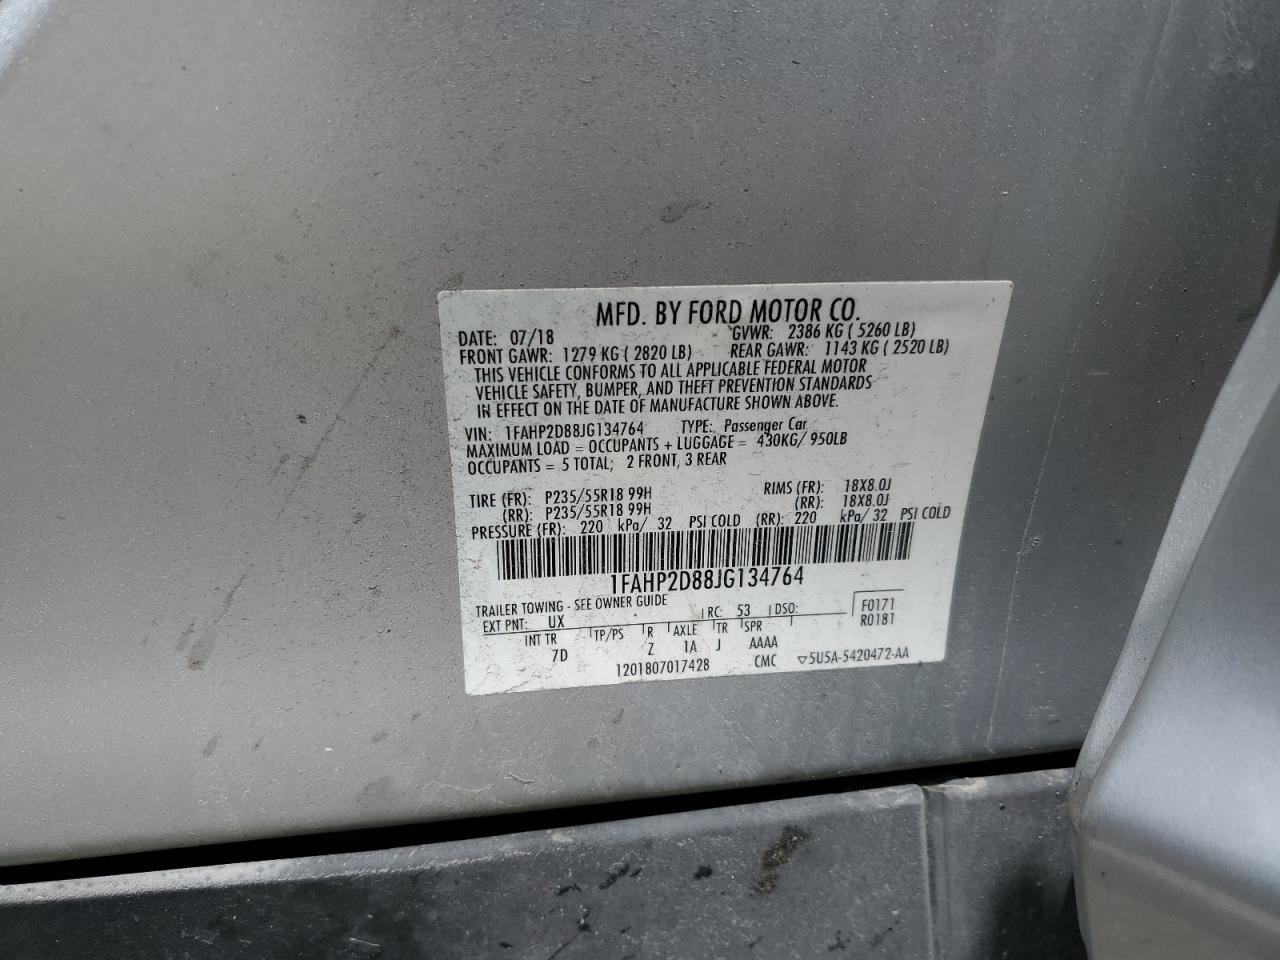 MFD. BY FORD MOTOR CO.
DATE: 07/18 GVWR: 2386 KG ( 5260 LB)
FRONT GAWR: 1279 KG ( 2820 LB) REAR GAWR: 1143 KG ( 2520 LB)
THIS VEHICLE CONFORMS TO ALL APPLICABLE FEDERAL MOTOR
VEHICLE SAFETY, BUMPER, AND THEFT PREVENTION STANDARDS
IN EFFECT ON THE DATE OF MANUFACTURE SHOWN ABOVE.
VIN: 1FAHP2D88JG134764 TYPE: Passenger Car
MAXIMUM LOAD = OCCUPANTS + LUGGAGE = 430KG/ 950LB
OCCUPANTS = 5 TOTAL; 2 FRONT, 3 REAR
TIRE (FR): P235/55R18 99H RIMS (FR): 18X8.0J
(RR): P235/55R18 99H (RR): 18X8.0J
PRESSURE (FR): 220 kPa/ 32 PSI COLD (RR): 220 kPa/ 32 PSI COLD
1FAHP2D88JG134764
TRAILER TOWING - SEE OWNER GUIDE
EXT PNT: UX RC: 53 DSO: F0171
R0181
INT TR TP/PS R AXLE TR SPR
7D Z 1A J AAAA
1201807017428 CMC ▽5U5A-5420472-AA